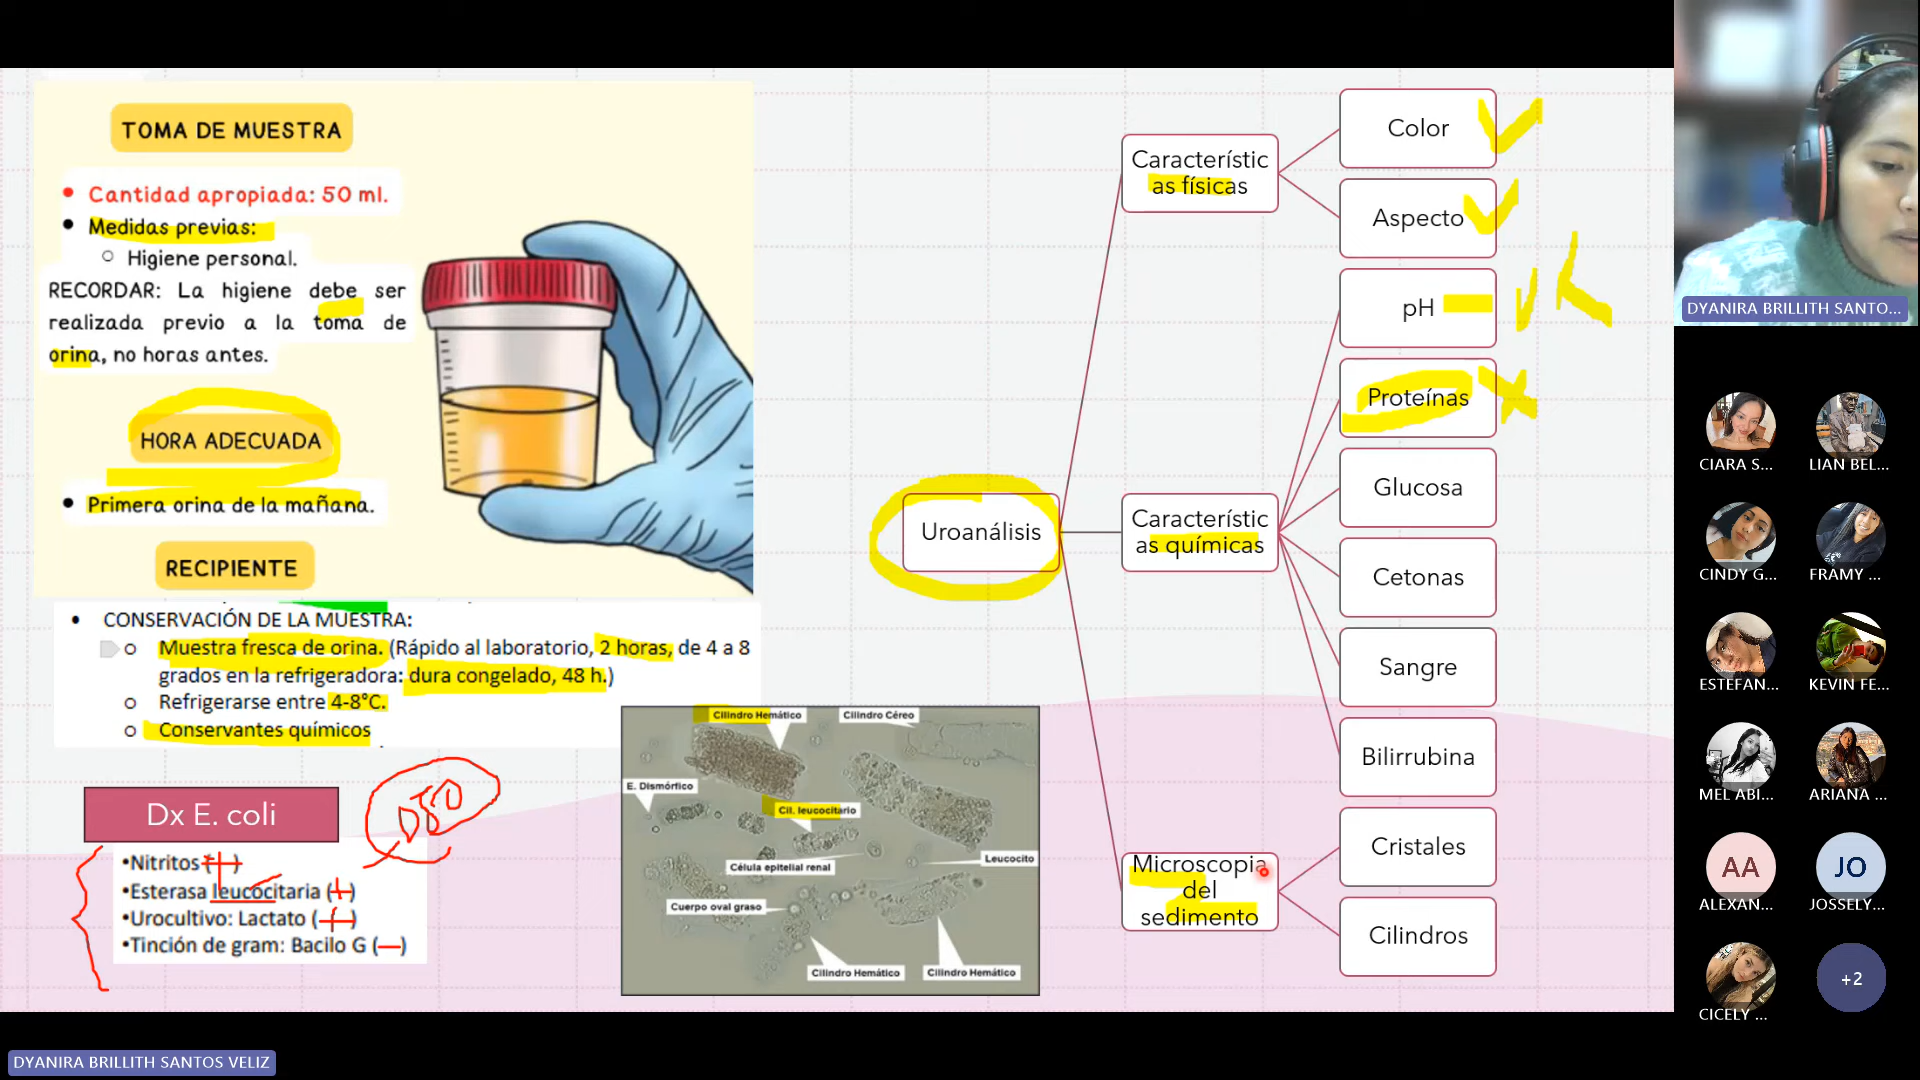 TOMA DE MUESTRA
• Cantidad apropiada: 50 ml.
• Medidas previas:
○ Higiene personal.
RECORDAR: La higiene debe ser
realizada previo a la toma de
orina, no horas antes.
HORA ADECUADA
• Primera orina de la mañana.
RECIPIENTE
• CONSERVACIÓN DE LA MUESTRA:
o Muestra fresca de orina. (Rápido al laboratorio, 2 horas, de 4 a 8
grados en la refrigeradora: dura congelado, 48 h.)
o Refrigerarse entre 4-8°C.
o Conservantes químicos
Dx E. coli
•Nitritos (+)
•Esterasa leucocitaria (+)
•Urocultivo: Lactato (+)
•Tinción de gram: Bacilo G (—)
Cilindro Hemático
Cilindro Céreo
E. Dismórfico
Cil. leucocitario
Célula epitelial renal
Leucocito
Cuerpo oval graso
Cilindro Hemático
Cilindro Hemático
Uroanálisis
Característic
as físicas
Color
Aspecto
Característic
as químicas
pH
Proteínas
Glucosa
Cetonas
Sangre
Bilirrubina
Microscopia
del
sedimento
Cristales
Cilindros
DYANIRA BRILLITH SANTO...
CIARA S...
LIAN BEL...
CINDY G...
FRAMY ...
ESTEFAN...
KEVIN FE...
MEL ABI...
ARIANA ...
AA
ALEXAN...
JO
JOSSELY...
CICELY ...
+2
DYANIRA BRILLITH SANTOS VELIZ